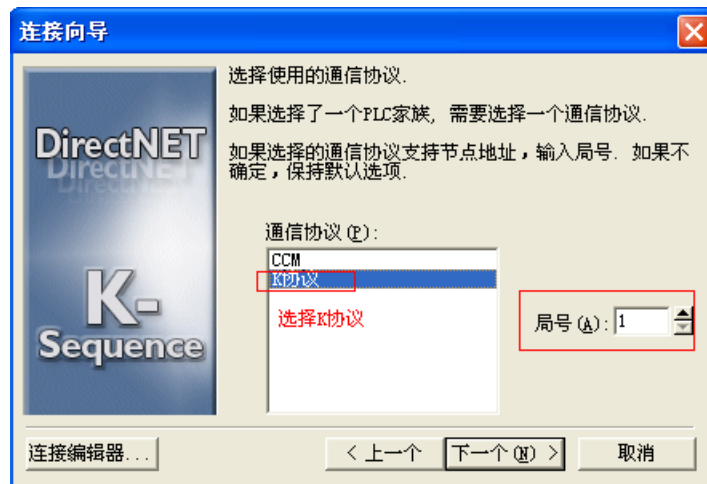 连接向导
选择使用的通信协议.
如果选择了一个PLC家族, 需要选择一个通信协议.
如果选择的通信协议支持节点地址,输入局号. 如果不
确定,保持默认选项.
DirectNET
DirectNET
DirectNET
K-
Sequence
通信协议(P):
CCM
K协议
选择K协议
局号(A): 1
连接编辑器...
< 上一个
下一个(N) >
取消